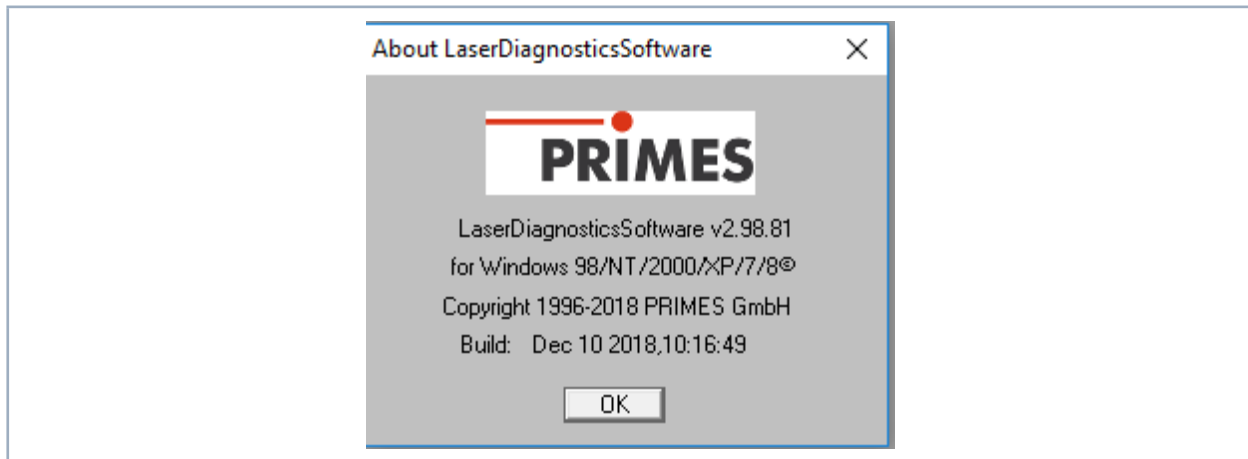 About LaserDiagnosticsSoftware
PRIMES
LaserDiagnosticsSoftware v2.98.81
for Windows 98/NT/2000/XP/7/8©
Copyright 1996-2018 PRIMES GmbH
Build: Dec 10 2018,10:16:49
OK